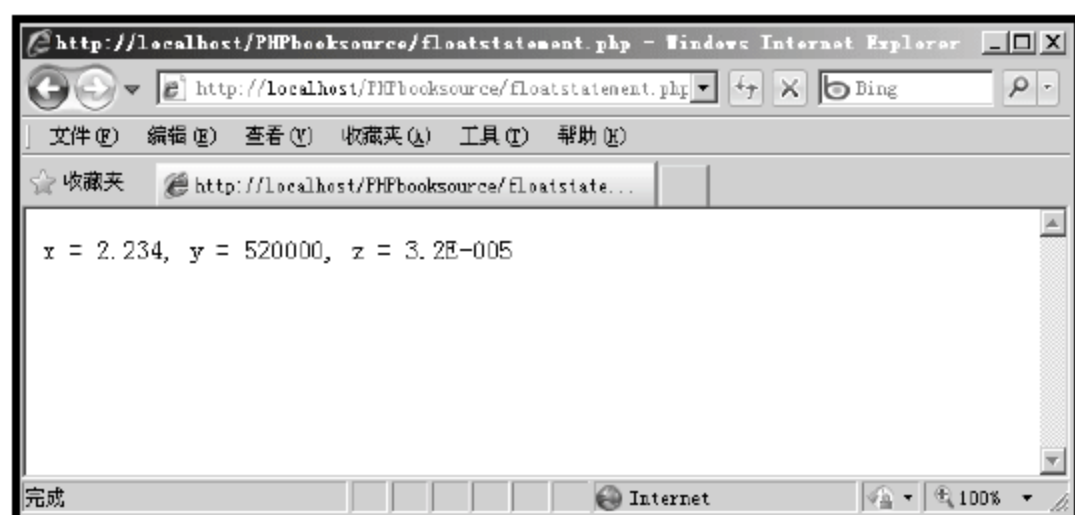 http://localhost/PHPbooksource/floatstatement.php - Windows Internet Explorer
http://localhost/PHPbooksource/floatstatement.php
Bing
文件(F) 编辑(E) 查看(V) 收藏夹(A) 工具(T) 帮助(H)
收藏夹 http://localhost/PHPbooksource/floatstate...
x = 2.234, y = 520000, z = 3.2E-005
完成 Internet 100%